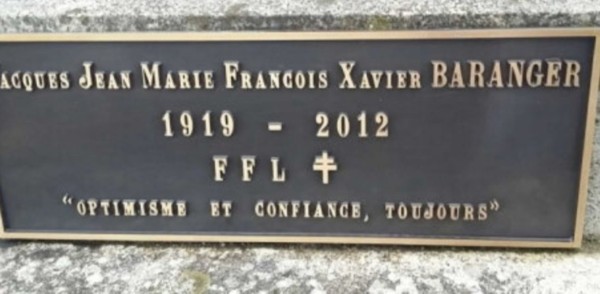 ACQUES JEAN MARIE FRANCOIS XAVIER BARANGER
1919 - 2012
FFL ☨
"OPTIMISME ET CONFIANCE, TOUJOURS"